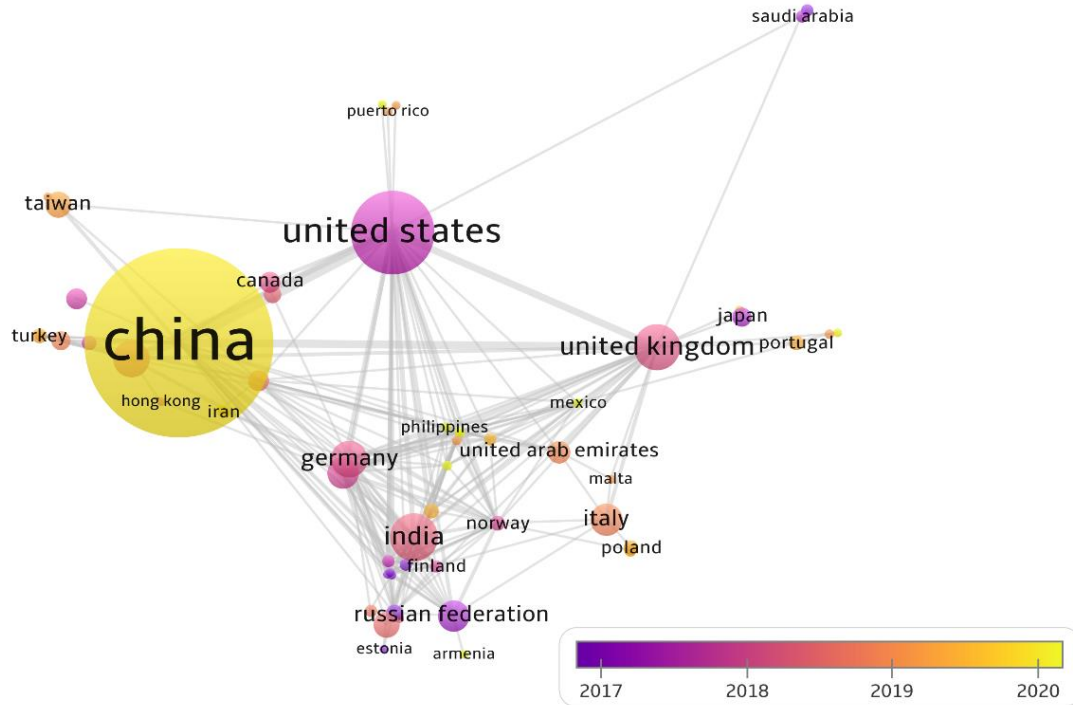 saudi arabia
puerto rico
taiwan
united states
canada
japan
turkey
china
united kingdom
portugal
hong kong
iran
mexico
philippines
germany
united arab emirates
malta
norway
italy
india
poland
finland
russian federation
estonia
armenia
2017
2018
2019
2020